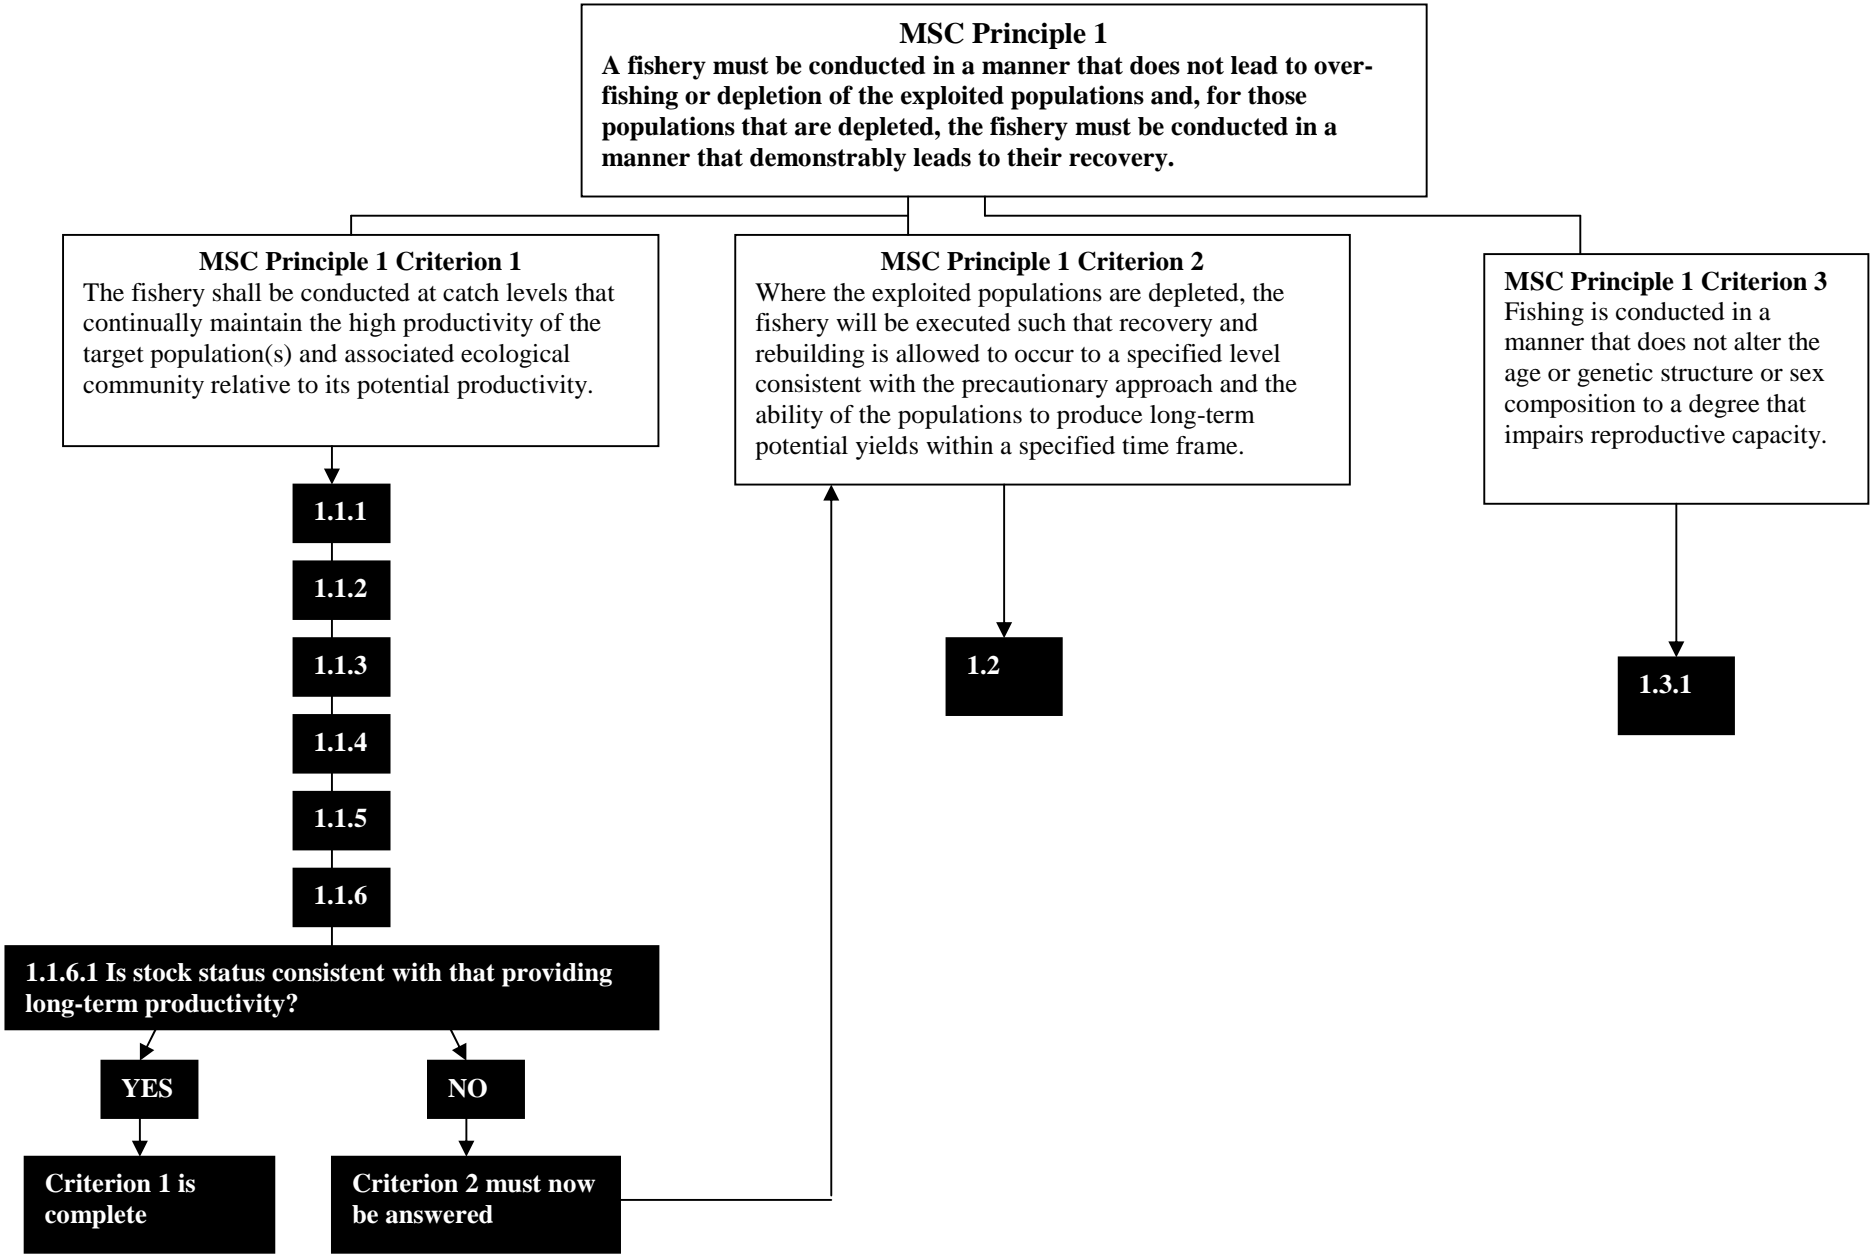 MSC Principle 1
A fishery must be conducted in a manner that does not lead to over-
fishing or depletion of the exploited populations and, for those
populations that are depleted, the fishery must be conducted in a
manner that demonstrably leads to their recovery.
MSC Principle 1 Criterion 1
The fishery shall be conducted at catch levels that
continually maintain the high productivity of the
target population(s) and associated ecological
community relative to its potential productivity.
MSC Principle 1 Criterion 2
Where the exploited populations are depleted, the
fishery will be executed such that recovery and
rebuilding is allowed to occur to a specified level
consistent with the precautionary approach and the
ability of the populations to produce long-term
potential yields within a specified time frame.
MSC Principle 1 Criterion 3
Fishing is conducted in a
manner that does not alter the
age or genetic structure or sex
composition to a degree that
impairs reproductive capacity.
1.1.1
1.1.2
1.1.3
1.1.4
1.1.5
1.1.6
1.1.6.1 Is stock status consistent with that providing
long-term productivity?
YES
NO
Criterion 1 is
complete
Criterion 2 must now
be answered
1.2
1.3.1